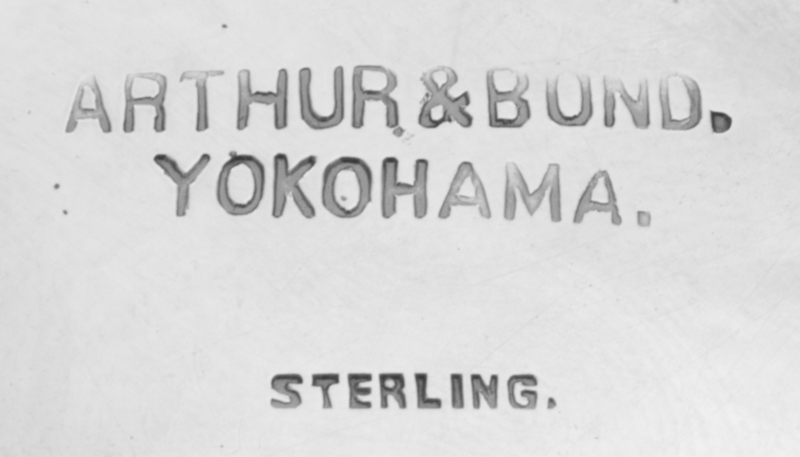 ARTHUR & BOND.
YOKOHAMA.
STERLING.